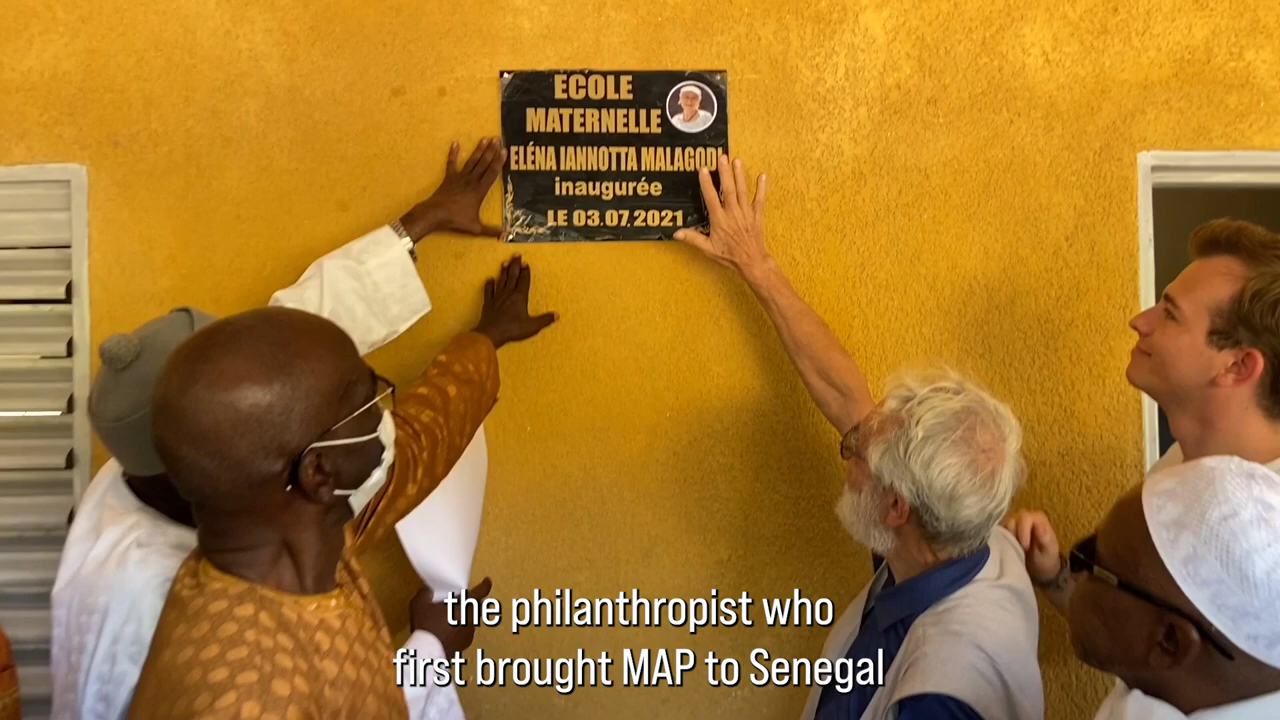 ECOLE
MATERNELLE
ELÉNA IANNOTTA MALAGODI
inaugurée
LE 03.07.2021
the philanthropist who
first brought MAP to Senegal